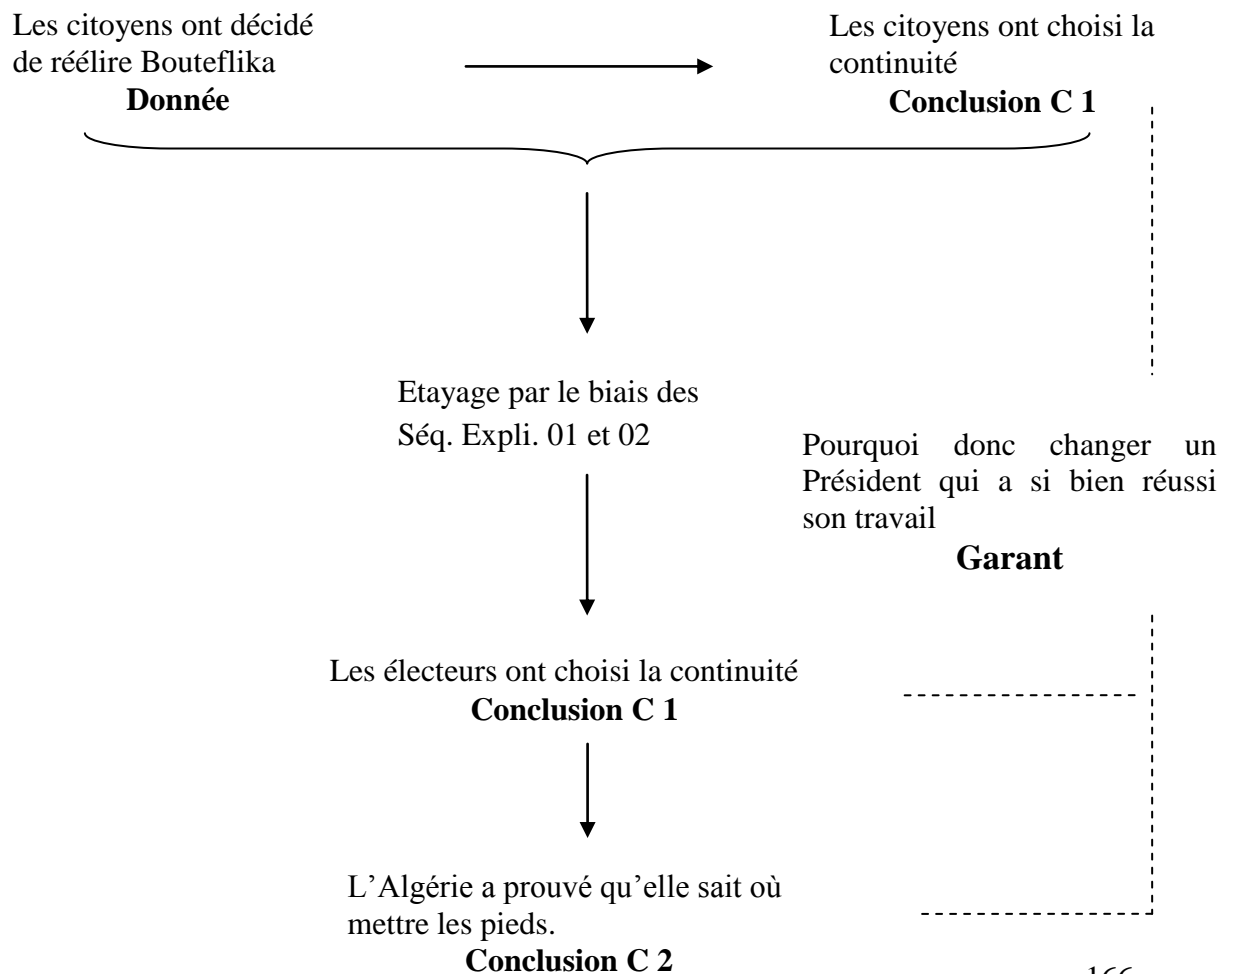 Les citoyens ont décidé
de réélire Bouteflika
Donnée
Les citoyens ont choisi la
continuité
Conclusion C 1
Etayage par le biais des
Séq. Expli. 01 et 02
Pourquoi donc changer un
Président qui a si bien réussi
son travail
Garant
Les électeurs ont choisi la continuité
Conclusion C 1
L’Algérie a prouvé qu’elle sait où
mettre les pieds.
Conclusion C 2
166